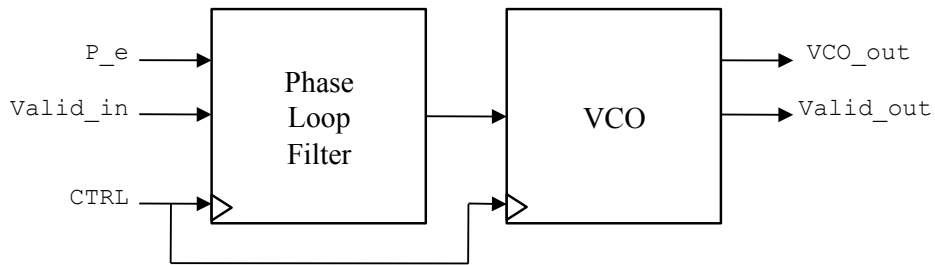 P_e
Valid_in
CTRL
Phase
Loop
Filter
VCO
VCO_out
Valid_out